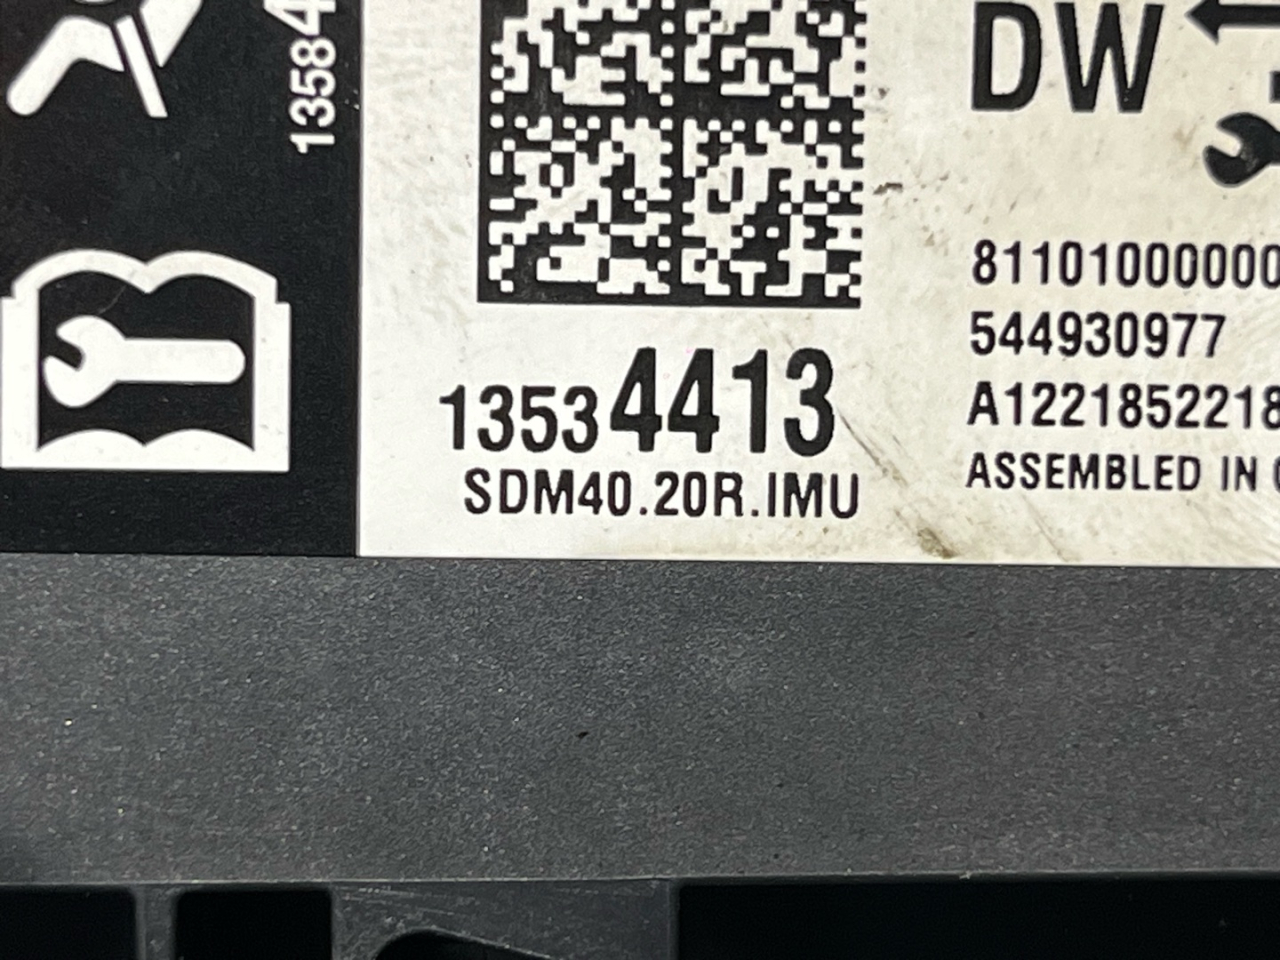 1358
DW
81101000000
544930977
13534413
A1221852218
SDM40.20R.IMU
ASSEMBLED IN